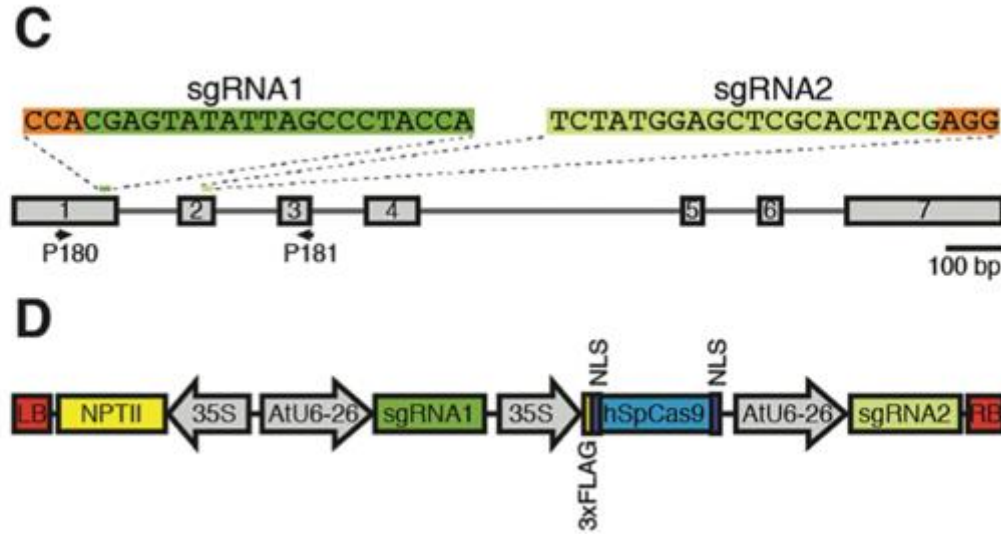 C
sgRNA1 sgRNA2
CCACGAGTATATTAGCCCTACCA TCTATGGAGCTCGCACTACGAGG
1 2 3 4 5 6 7
P180 P181
100 bp
D
NLS NLS
LB NPTII 35S AtU6-26 sgRNA1 35S hSpCas9 AtU6-26 sgRNA2 RB
3xFLAG